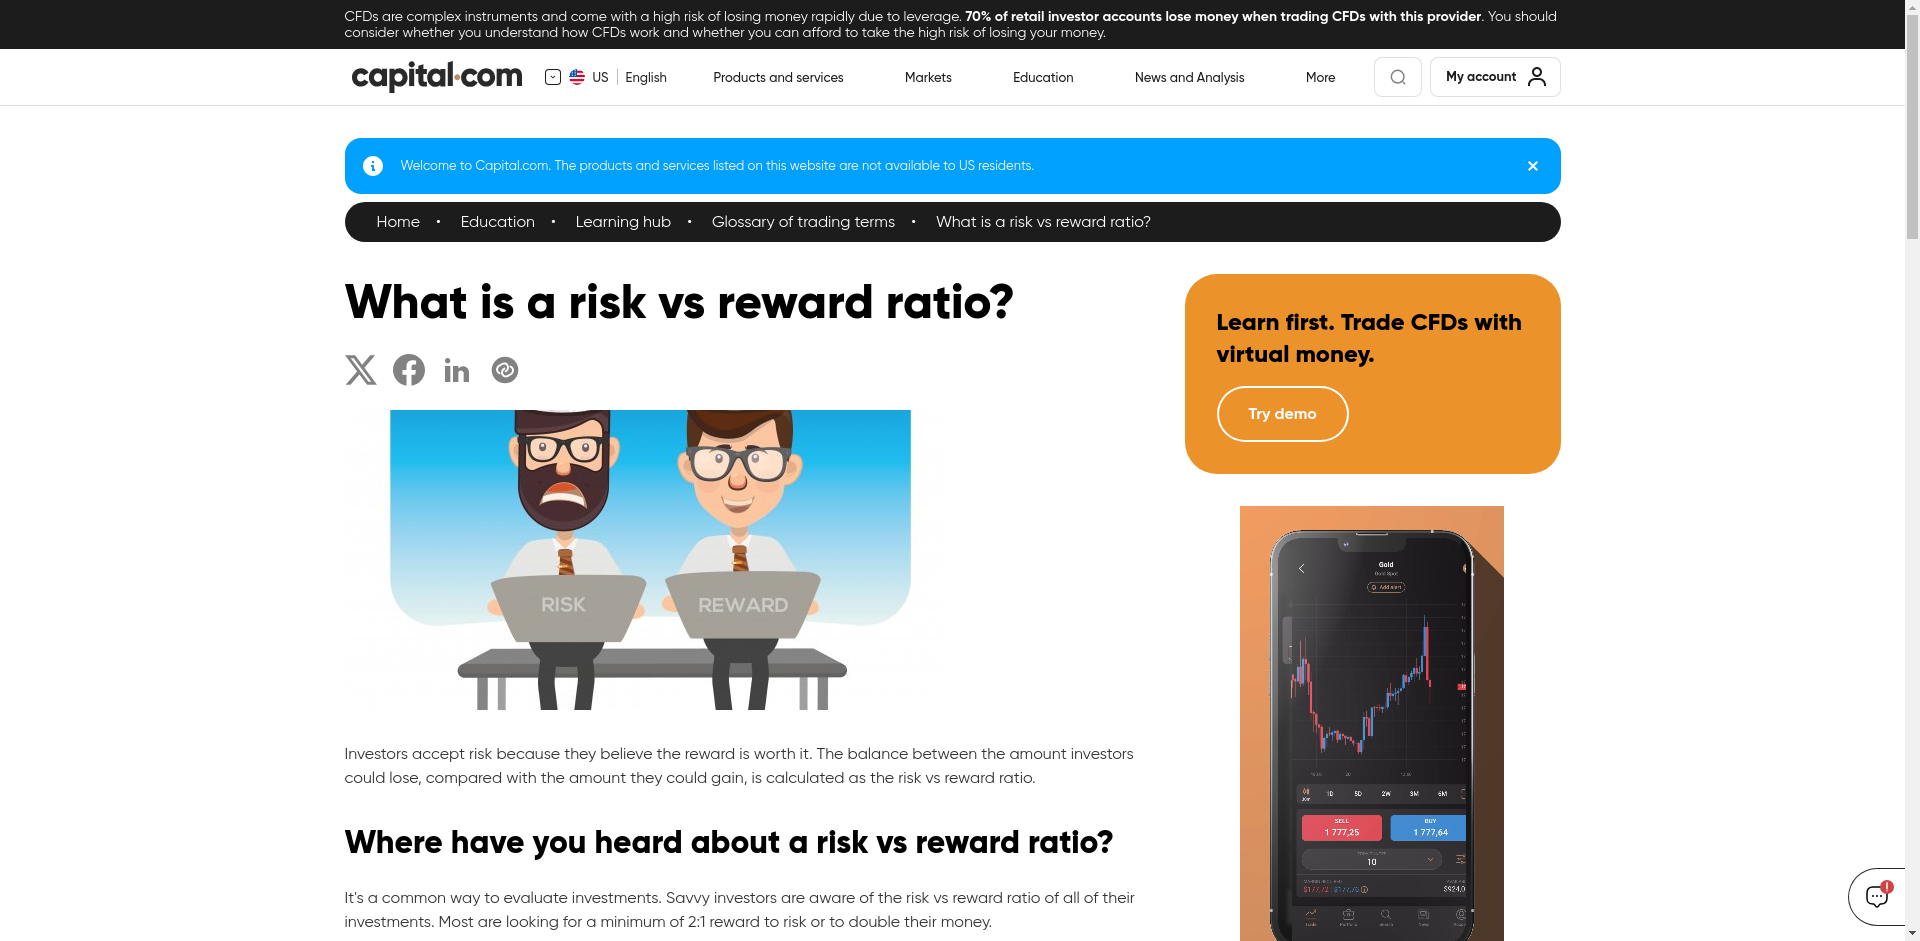 CFDs are complex instruments and come with a high risk of losing money rapidly due to leverage. 70% of retail investor accounts lose money when trading CFDs with this provider. You should
consider whether you understand how CFDs work and whether you can afford to take the high risk of losing your money.
capital.com
US English
Products and services
Markets
Education
News and Analysis
More
My account
Welcome to Capital.com. The products and services listed on this website are not available to US residents.
Home • Education • Learning hub • Glossary of trading terms • What is a risk vs reward ratio?
What is a risk vs reward ratio?
RISK
REWARD
Investors accept risk because they believe the reward is worth it. The balance between the amount investors
could lose, compared with the amount they could gain, is calculated as the risk vs reward ratio.
Where have you heard about a risk vs reward ratio?
It's a common way to evaluate investments. Savvy investors are aware of the risk vs reward ratio of all of their
investments. Most are looking for a minimum of 2:1 reward to risk or to double their money.
Learn first. Trade CFDs with
virtual money.
Try demo
Gold
Gold Spot
Add alert
1D 5D 2W 3M 6M
SELL
1 777,25
BUY
1 777,64
10
$924,0